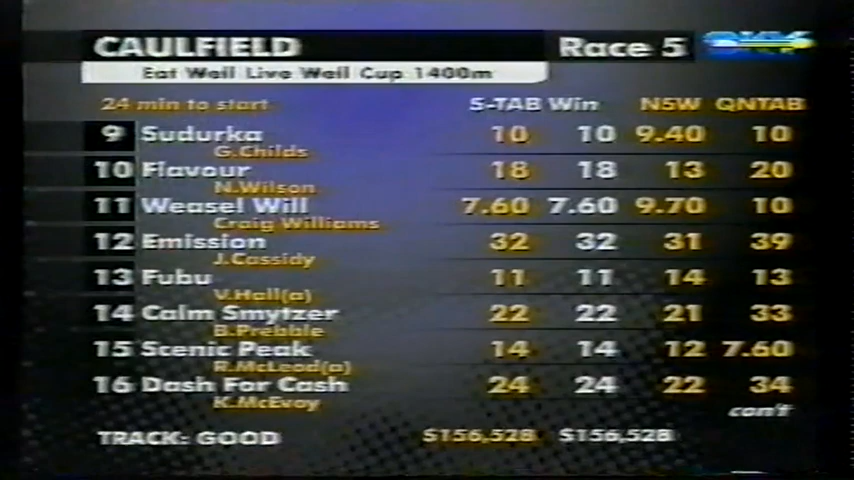 CAULFIELD Race 5
Eat Well Live Well Cup 1400m
24 min to start S-TAB Win NSW QNTAB
9 Sudurka 10 10 9.40 10
G.Childs
10 Flavour 18 18 13 20
N.Wilson
11 Weasel Will 7.60 7.60 9.70 10
Craig Williams
12 Emission 32 32 31 39
J.Cassidy
13 Fubu 11 11 14 13
V.Hall(a)
14 Calm Smytzer 22 22 21 33
B.Prebble
15 Scenic Peak 14 14 12 7.60
R.McLeod(a)
16 Dash For Cash 24 24 22 34
K.McEvoy
con't
TRACK: GOOD $156,528 $156,528